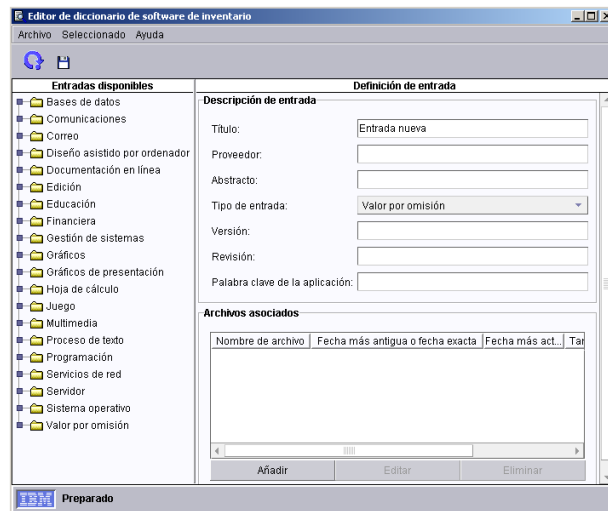 Editor de diccionario de software de inventario
Archivo Seleccionado Ayuda
Entradas disponibles
Bases de datos
Comunicaciones
Correo
Diseño asistido por ordenador
Documentación en línea
Edición
Educación
Financiera
Gestión de sistemas
Gráficos
Gráficos de presentación
Hoja de cálculo
Juego
Multimedia
Proceso de texto
Programación
Servicios de red
Servidor
Sistema operativo
Valor por omisión
Definición de entrada
Descripción de entrada
Título: Entrada nueva
Proveedor:
Abstracto:
Tipo de entrada: Valor por omisión
Versión:
Revisión:
Palabra clave de la aplicación:
Archivos asociados
Nombre de archivo Fecha más antigua o fecha exacta Fecha más act... Tar
Añadir Editar Eliminar
IBM Preparado